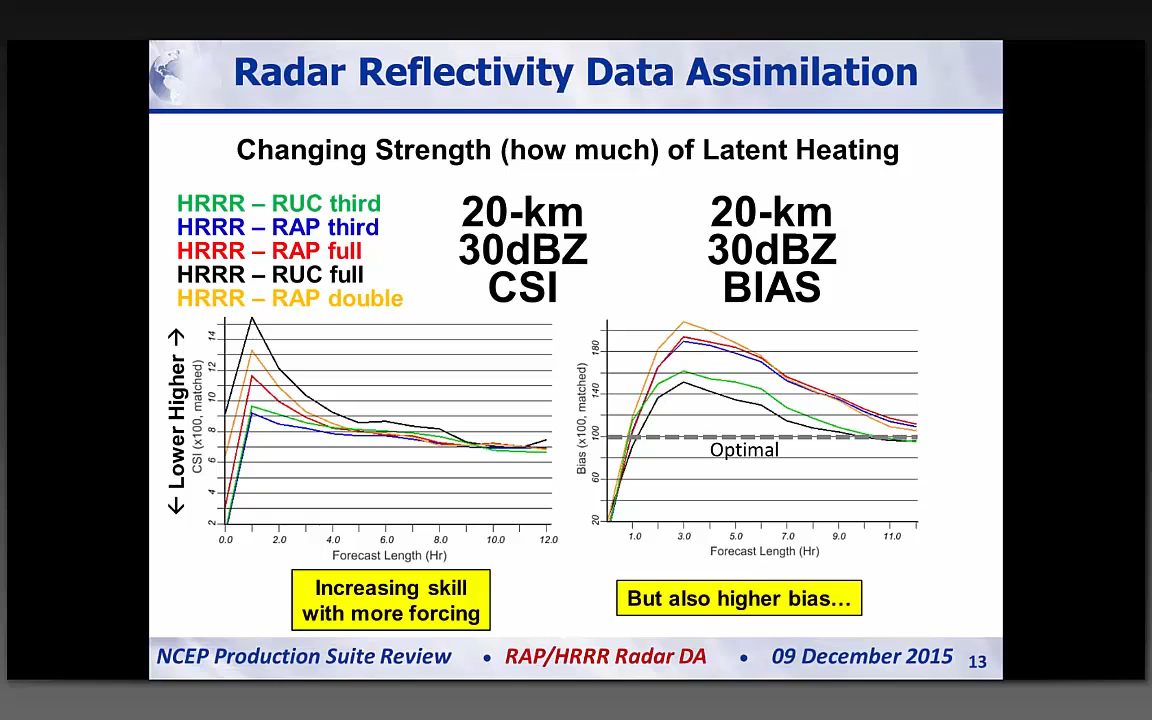 Radar Reflectivity Data Assimilation
Changing Strength (how much) of Latent Heating
HRRR – RUC third
HRRR – RAP third
HRRR – RAP full
HRRR – RUC full
HRRR – RAP double
20-km
30dBZ
CSI
20-km
30dBZ
BIAS
← Lower Higher →
CSI (x100, matched)
14
12
10
8
6
4
2
0.0 2.0 4.0 6.0 8.0 10.0 12.0
Forecast Length (Hr)
Bias (x100, matched)
180
140
100
60
20
Optimal
1.0 3.0 5.0 7.0 9.0 11.0
Forecast Length (Hr)
Increasing skill
with more forcing
But also higher bias…
NCEP Production Suite Review • RAP/HRRR Radar DA • 09 December 2015 13